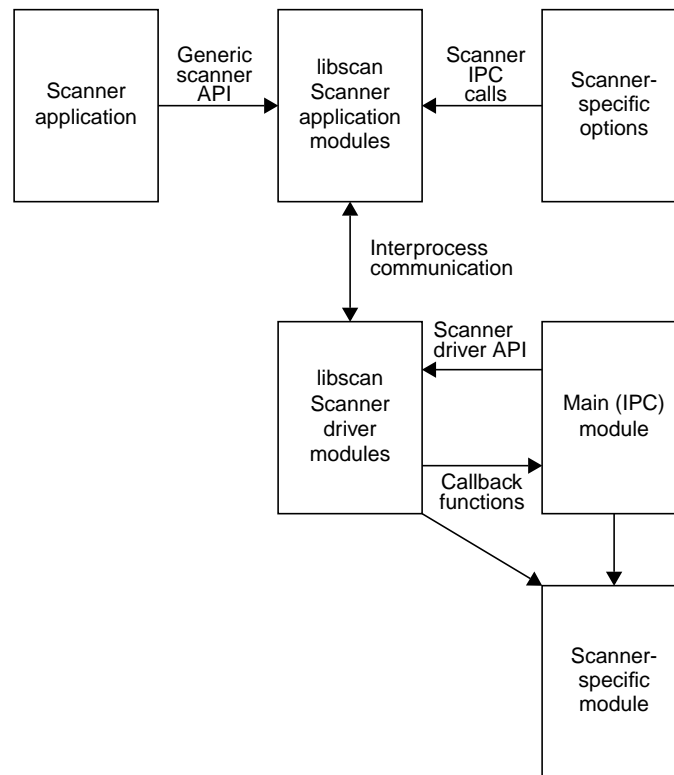 Scanner
application
Generic
scanner
API
libscan
Scanner
application
modules
Scanner
IPC
calls
Scanner-
specific
options
Interprocess
communication
libscan
Scanner
driver
modules
Scanner
driver API
Main (IPC)
module
Callback
functions
Scanner-
specific
module